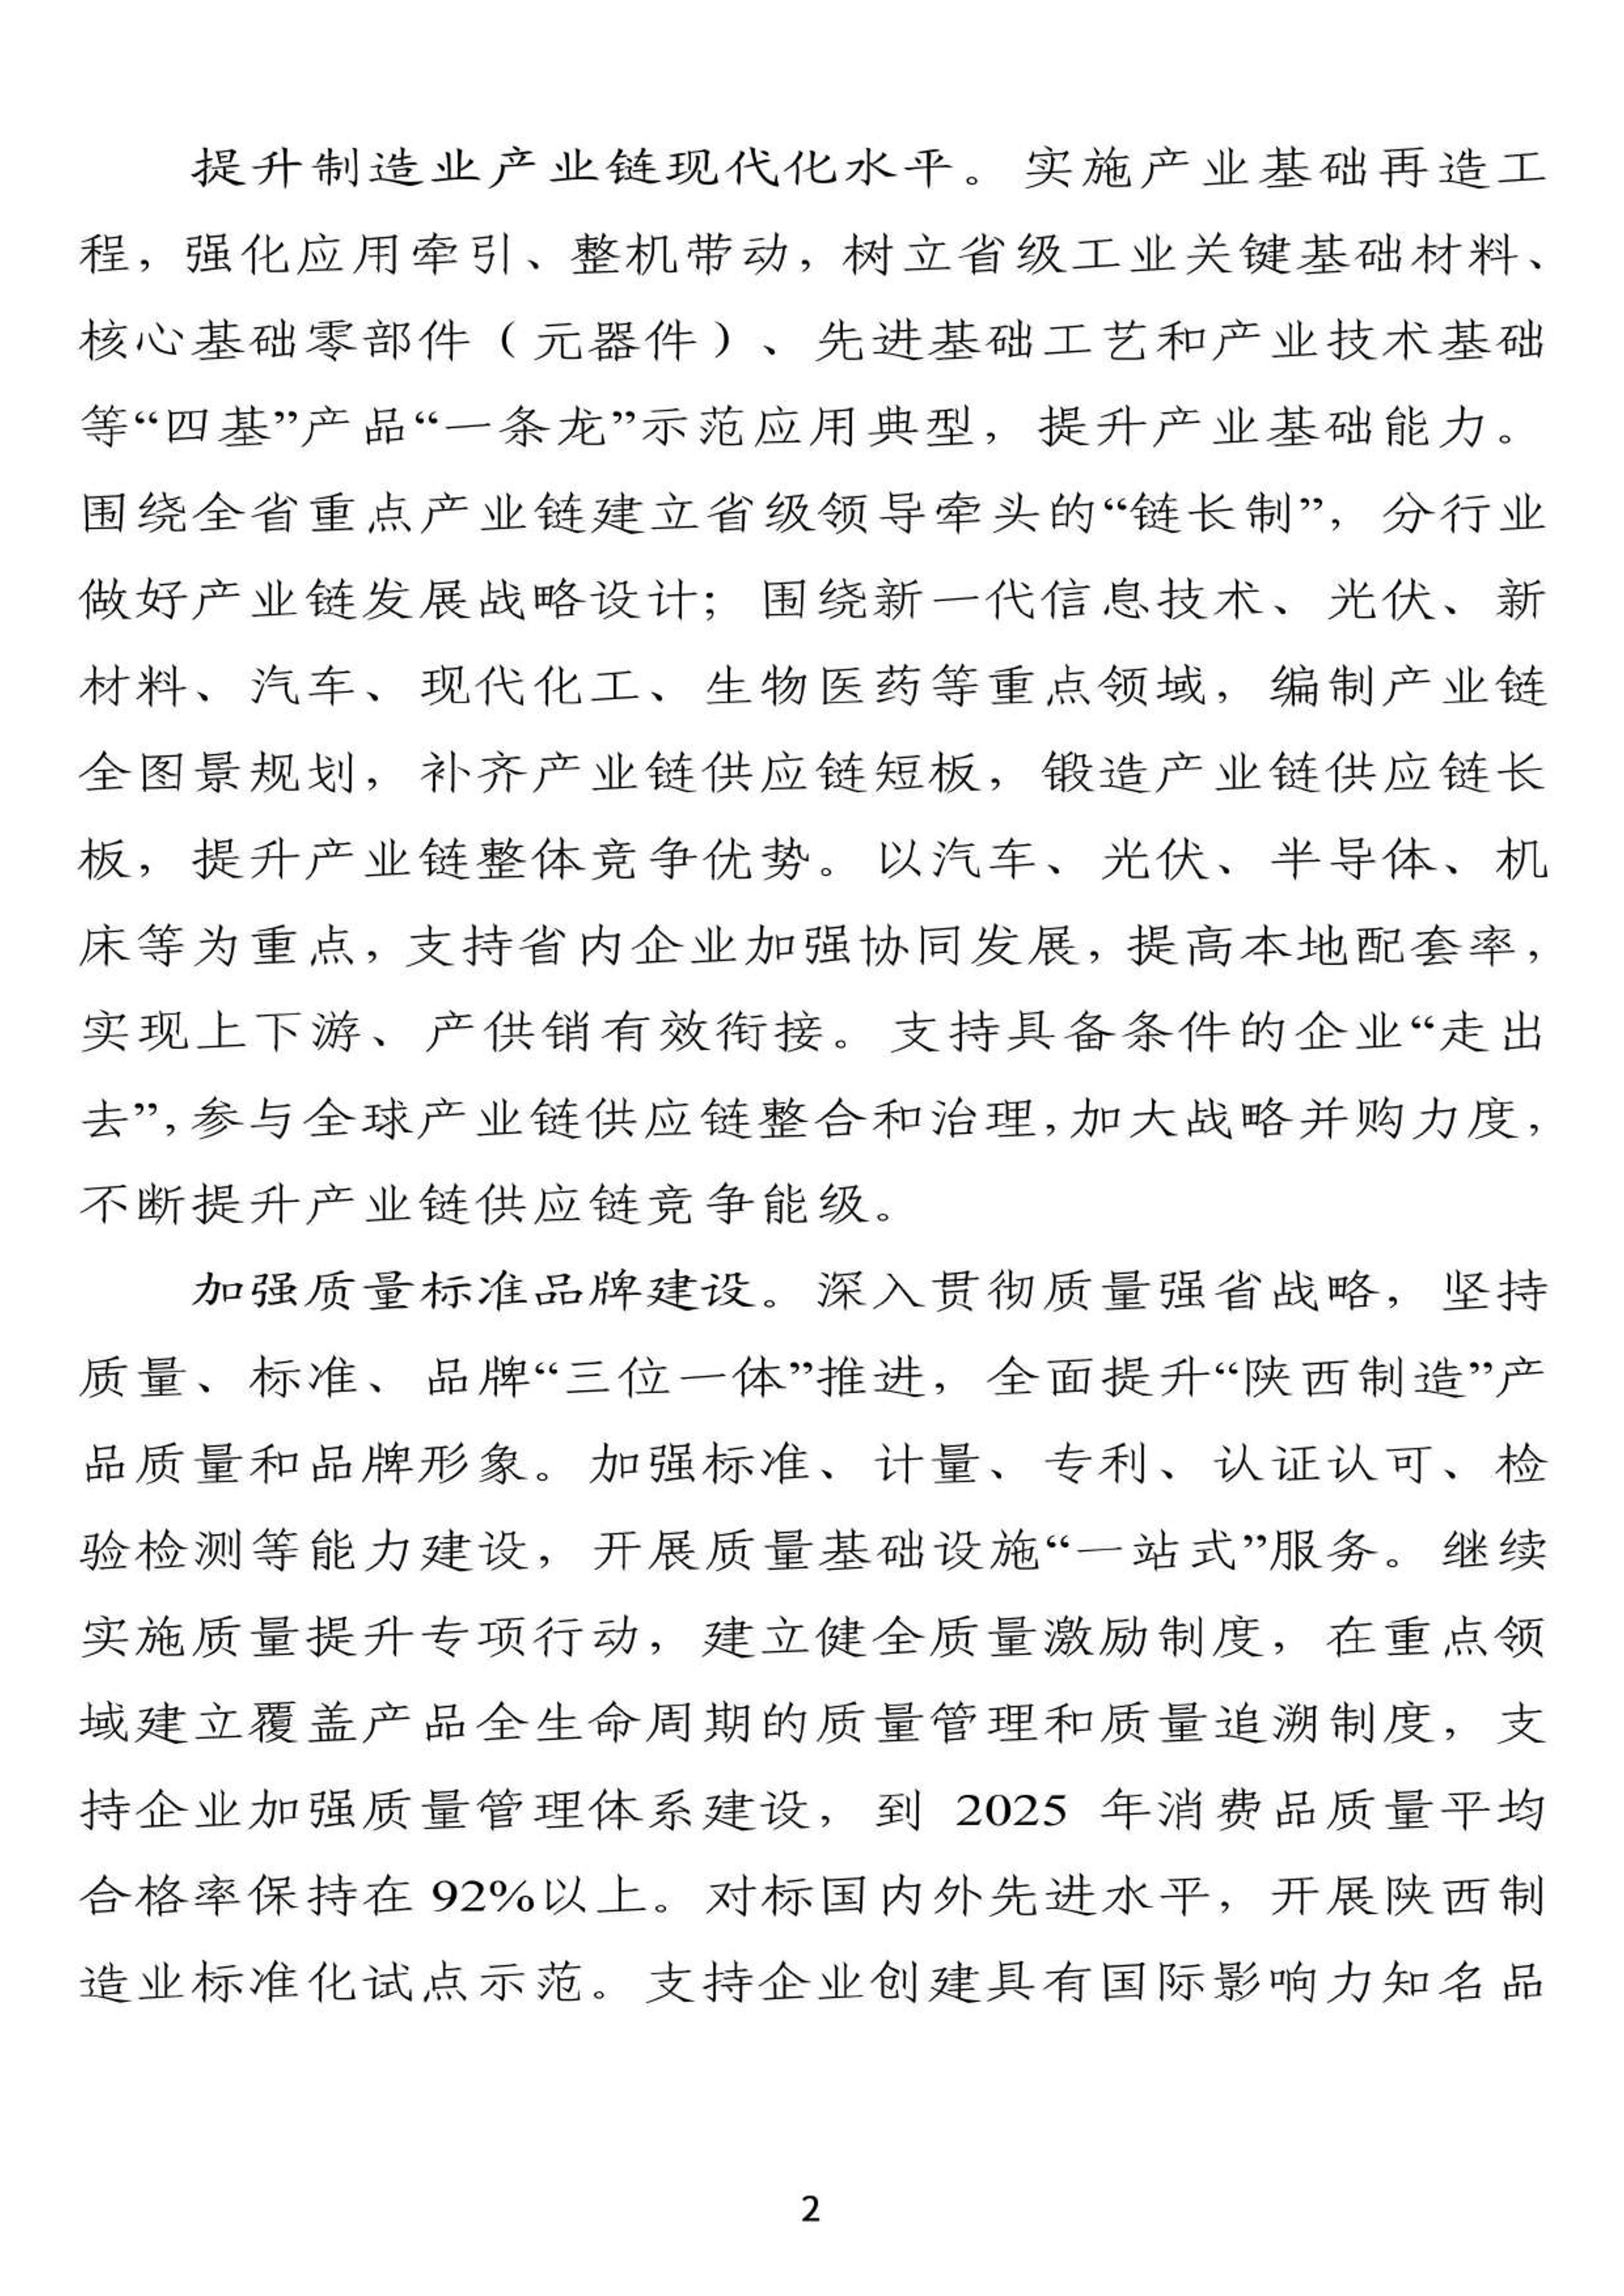 提升制造业产业链现代化水平。实施产业基础再造工
程，强化应用牵引、整机带动，树立省级工业关键基础材料、
核心基础零部件（元器件）、先进基础工艺和产业技术基础
等“四基”产品“一条龙”示范应用典型，提升产业基础能力。
围绕全省重点产业链建立省级领导牵头的“链长制”，分行业
做好产业链发展战略设计；围绕新一代信息技术、光伏、新
材料、汽车、现代化工、生物医药等重点领域，编制产业链
全图景规划，补齐产业链供应链短板，锻造产业链供应链长
板，提升产业链整体竞争优势。以汽车、光伏、半导体、机
床等为重点，支持省内企业加强协同发展，提高本地配套率，
实现上下游、产供销有效衔接。支持具备条件的企业“走出
去”，参与全球产业链供应链整合和治理，加大战略并购力度，
不断提升产业链供应链竞争能级。
加强质量标准品牌建设。深入贯彻质量强省战略，坚持
质量、标准、品牌“三位一体”推进，全面提升“陕西制造”产
品质量和品牌形象。加强标准、计量、专利、认证认可、检
验检测等能力建设，开展质量基础设施“一站式”服务。继续
实施质量提升专项行动，建立健全质量激励制度，在重点领
域建立覆盖产品全生命周期的质量管理和质量追溯制度，支
持企业加强质量管理体系建设，到 2025 年消费品质量平均
合格率保持在 92%以上。对标国内外先进水平，开展陕西制
造业标准化试点示范。支持企业创建具有国际影响力知名品
2